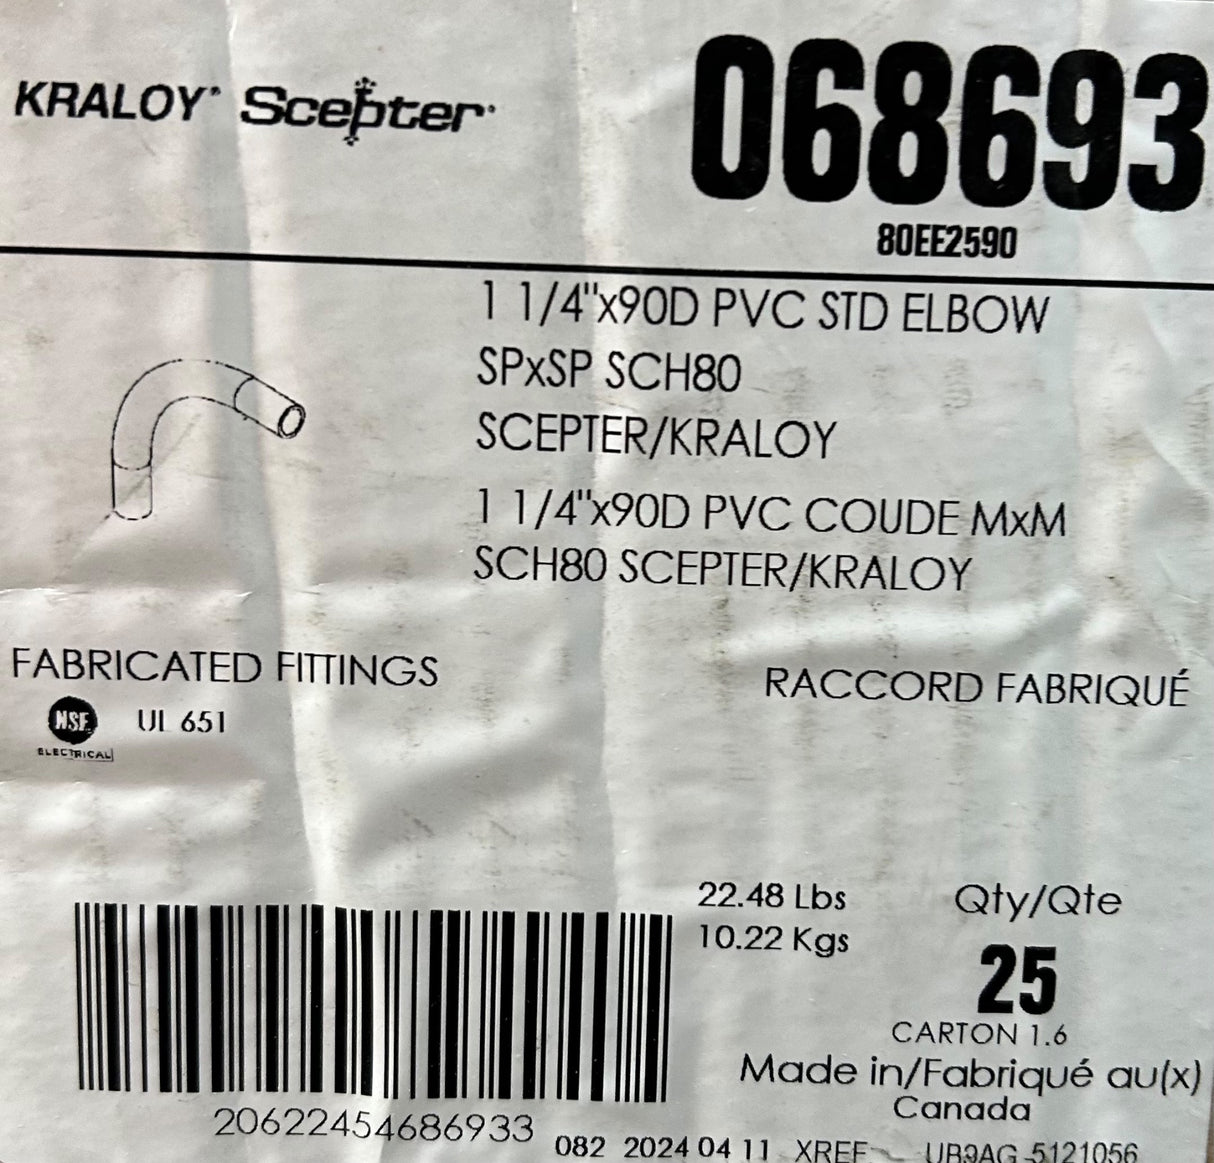 KRALOY Scepter
068693
80EE2590
1 1/4"x90D PVC STD ELBOW
SPxSP SCH80
SCEPTER/KRALOY
1 1/4"x90D PVC COUDE MxM
SCH80 SCEPTER/KRALOY
FABRICATED FITTINGS
RACCORD FABRIQUÉ
NSF UL 651
ELECTRICAL
22.48 Lbs
10.22 Kgs
Qty/Qte
25
CARTON 1.6
Made in/Fabriqué au(x)
Canada
20622454686933
082 2024 04 11 XREF UB9AG-5121056